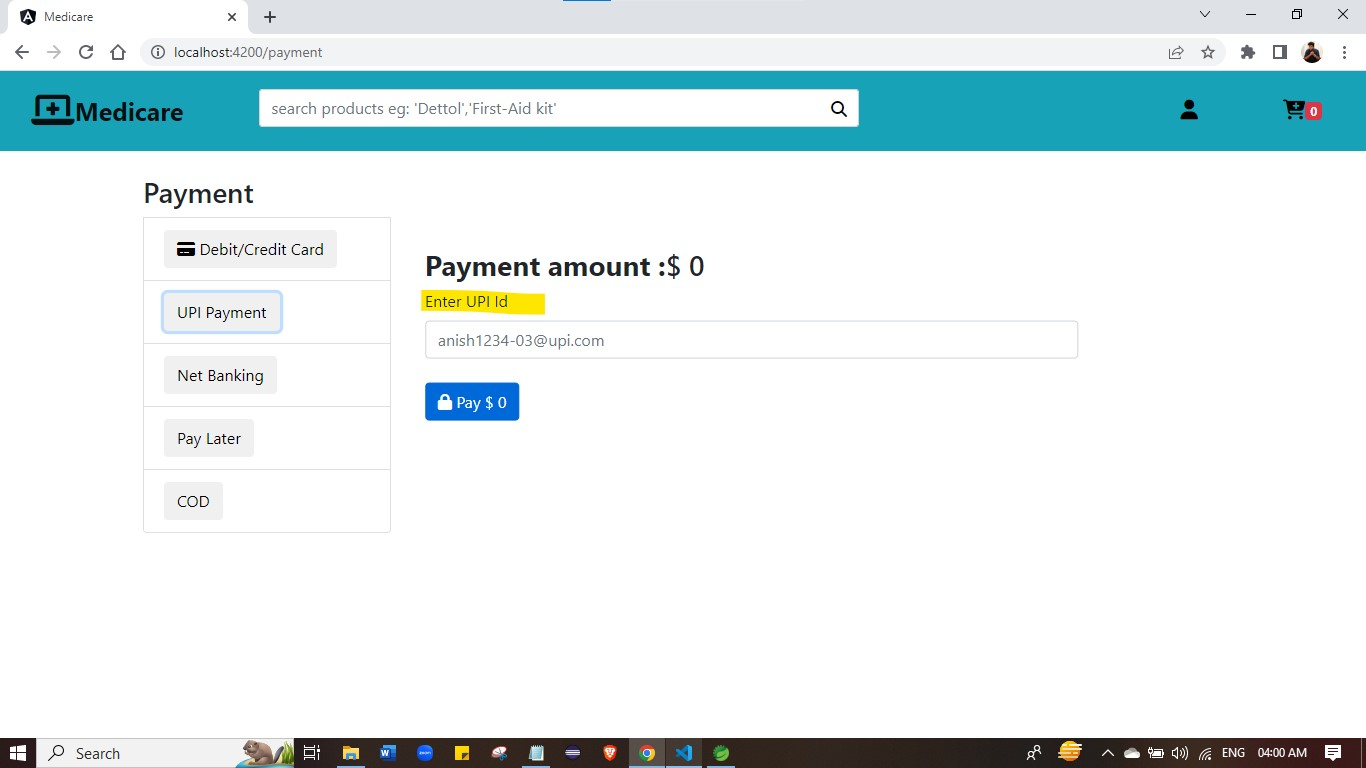 Medicare
localhost:4200/payment
Medicare
search products eg: 'Dettol','First-Aid kit'
0
Payment
Debit/Credit Card
UPI Payment
Net Banking
Pay Later
COD
Payment amount :$ 0
Enter UPI Id
anish1234-03@upi.com
Pay $ 0
Search
ENG
04:00 AM